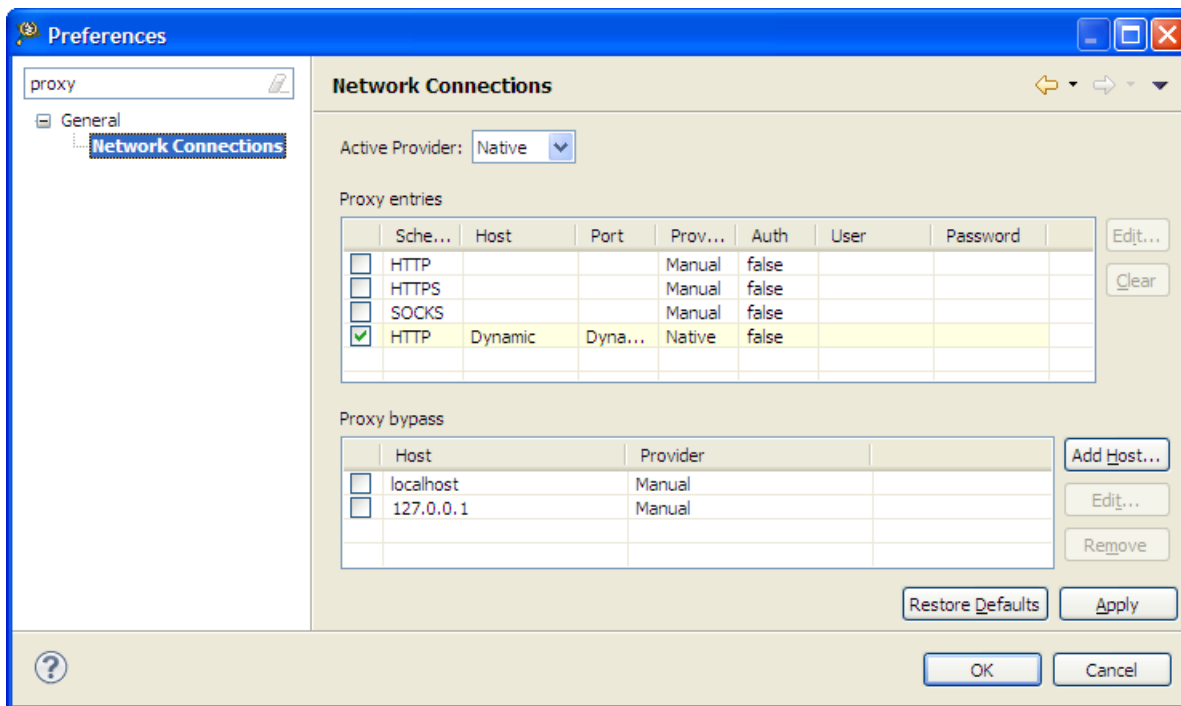 Preferences
proxy
General
Network Connections
Network Connections
Active Provider: Native
Proxy entries
Sche... Host Port Prov... Auth User Password
HTTP Manual false
HTTPS Manual false
SOCKS Manual false
HTTP Dynamic Dyna... Native false
Edit...
Clear
Proxy bypass
Host Provider
localhost Manual
127.0.0.1 Manual
Add Host...
Edit...
Remove
Restore Defaults Apply
? OK Cancel